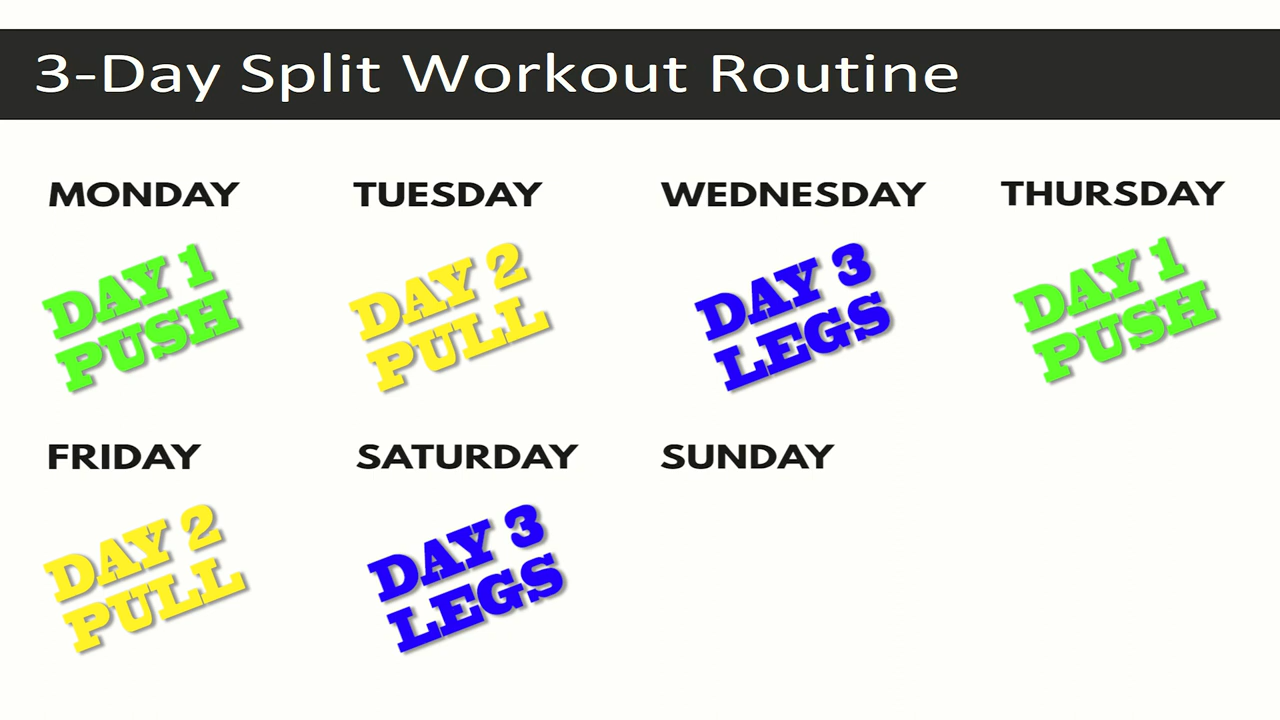 3-Day Split Workout Routine
MONDAY
TUESDAY
WEDNESDAY
THURSDAY
DAY 1
PUSH
DAY 2
PULL
DAY 3
LEGS
DAY 1
PUSH
FRIDAY
SATURDAY
SUNDAY
DAY 2
PULL
DAY 3
LEGS